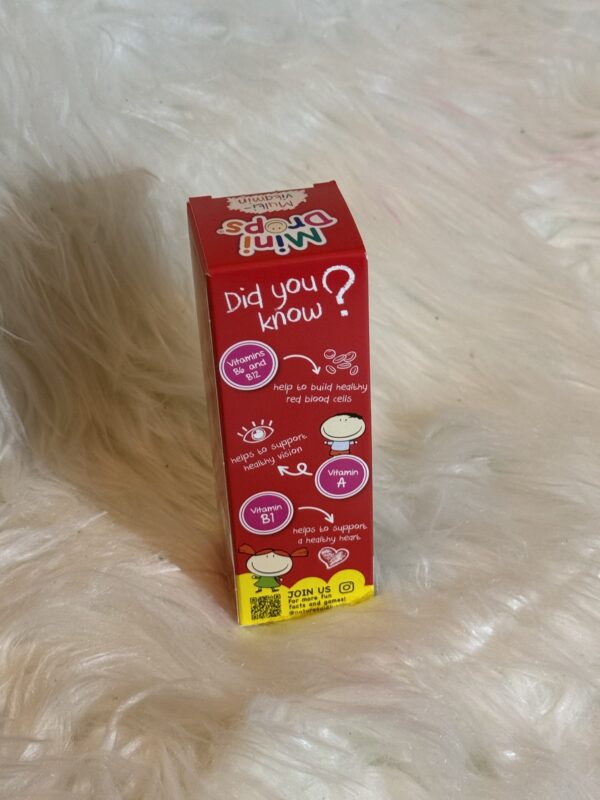 Multi-
vitamin
Mini
Drops
Did you
know ?
Vitamins
B6 and
B12
help to build healthy
red blood cells
helps to support
healthy vision
Vitamin
A
Vitamin
B1
helps to support
a healthy heart
JOIN US
For more fun
facts and games!